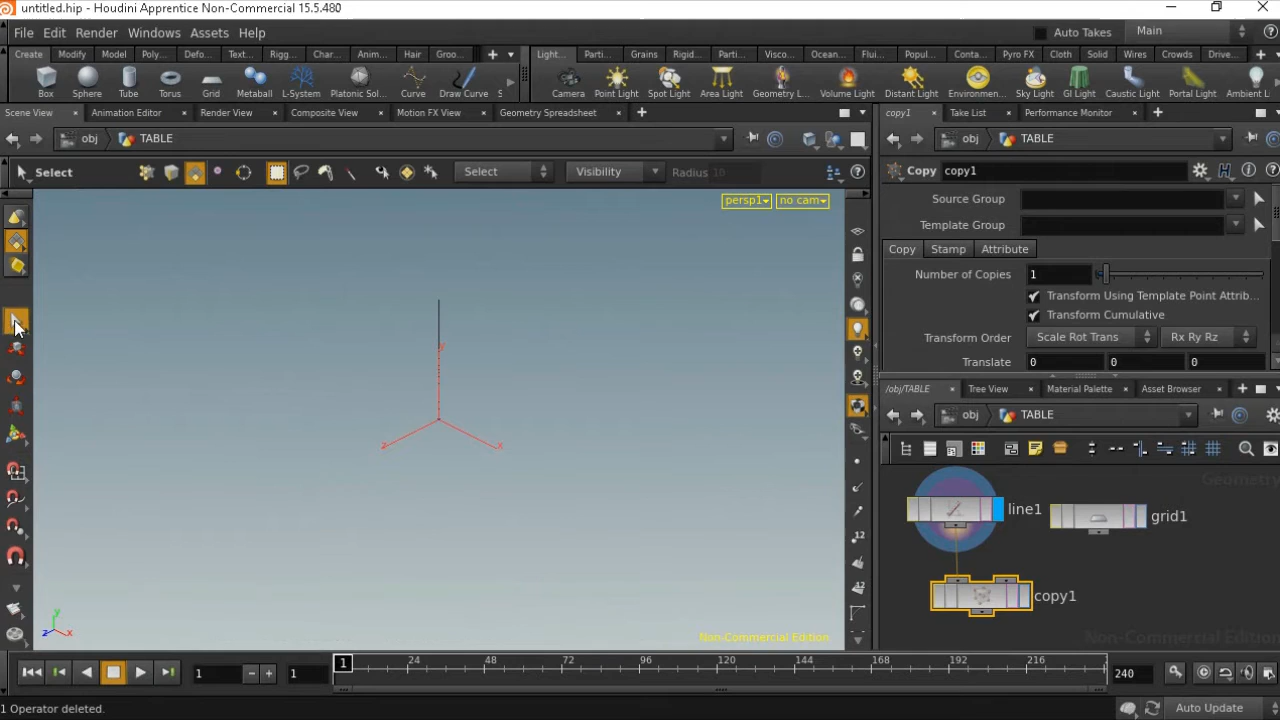 untitled.hip - Houdini Apprentice Non-Commercial 15.5.480
File Edit Render Windows Assets Help
Auto Takes Main
Create Modify Model Poly... Defo... Text... Rigg... Char... Anim... Hair Groo...
Light... Parti... Grains Rigid... Parti... Visco... Ocean... Flui... Popul... Conta... Pyro FX Cloth Solid Wires Crowds Drive...
Box Sphere Tube Torus Grid Metaball L-System Platonic Sol... Curve Draw Curve S
Camera Point Light Spot Light Area Light Geometry L... Volume Light Distant Light Environmen... Sky Light GI Light Caustic Light Portal Light Ambient L
Scene View Animation Editor Render View Composite View Motion FX View Geometry Spreadsheet
copy1 Take List Performance Monitor
obj TABLE
obj TABLE
Select Select Visibility Radius 10
Copy copy1
persp1 no cam
Source Group
Template Group
Copy Stamp Attribute
Number of Copies 1
Transform Using Template Point Attrib...
Transform Cumulative
Transform Order Scale Rot Trans Rx Ry Rz
Translate 0 0 0
/obj/TABLE Tree View Material Palette Asset Browser
obj TABLE
Geometry
line1 grid1
copy1
y
z x
12
12
y
z x
Non-Commercial Edition
Non-Commercial Edition
1 1 1 24 48 72 96 120 144 168 192 216 240
1 Operator deleted.
Auto Update